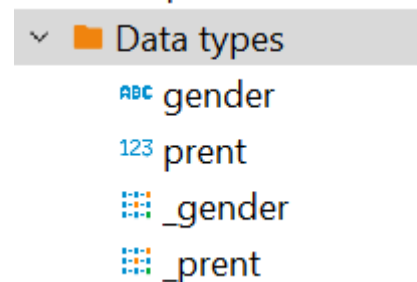 Data types
ABC gender
123 prent
_gender
_prent